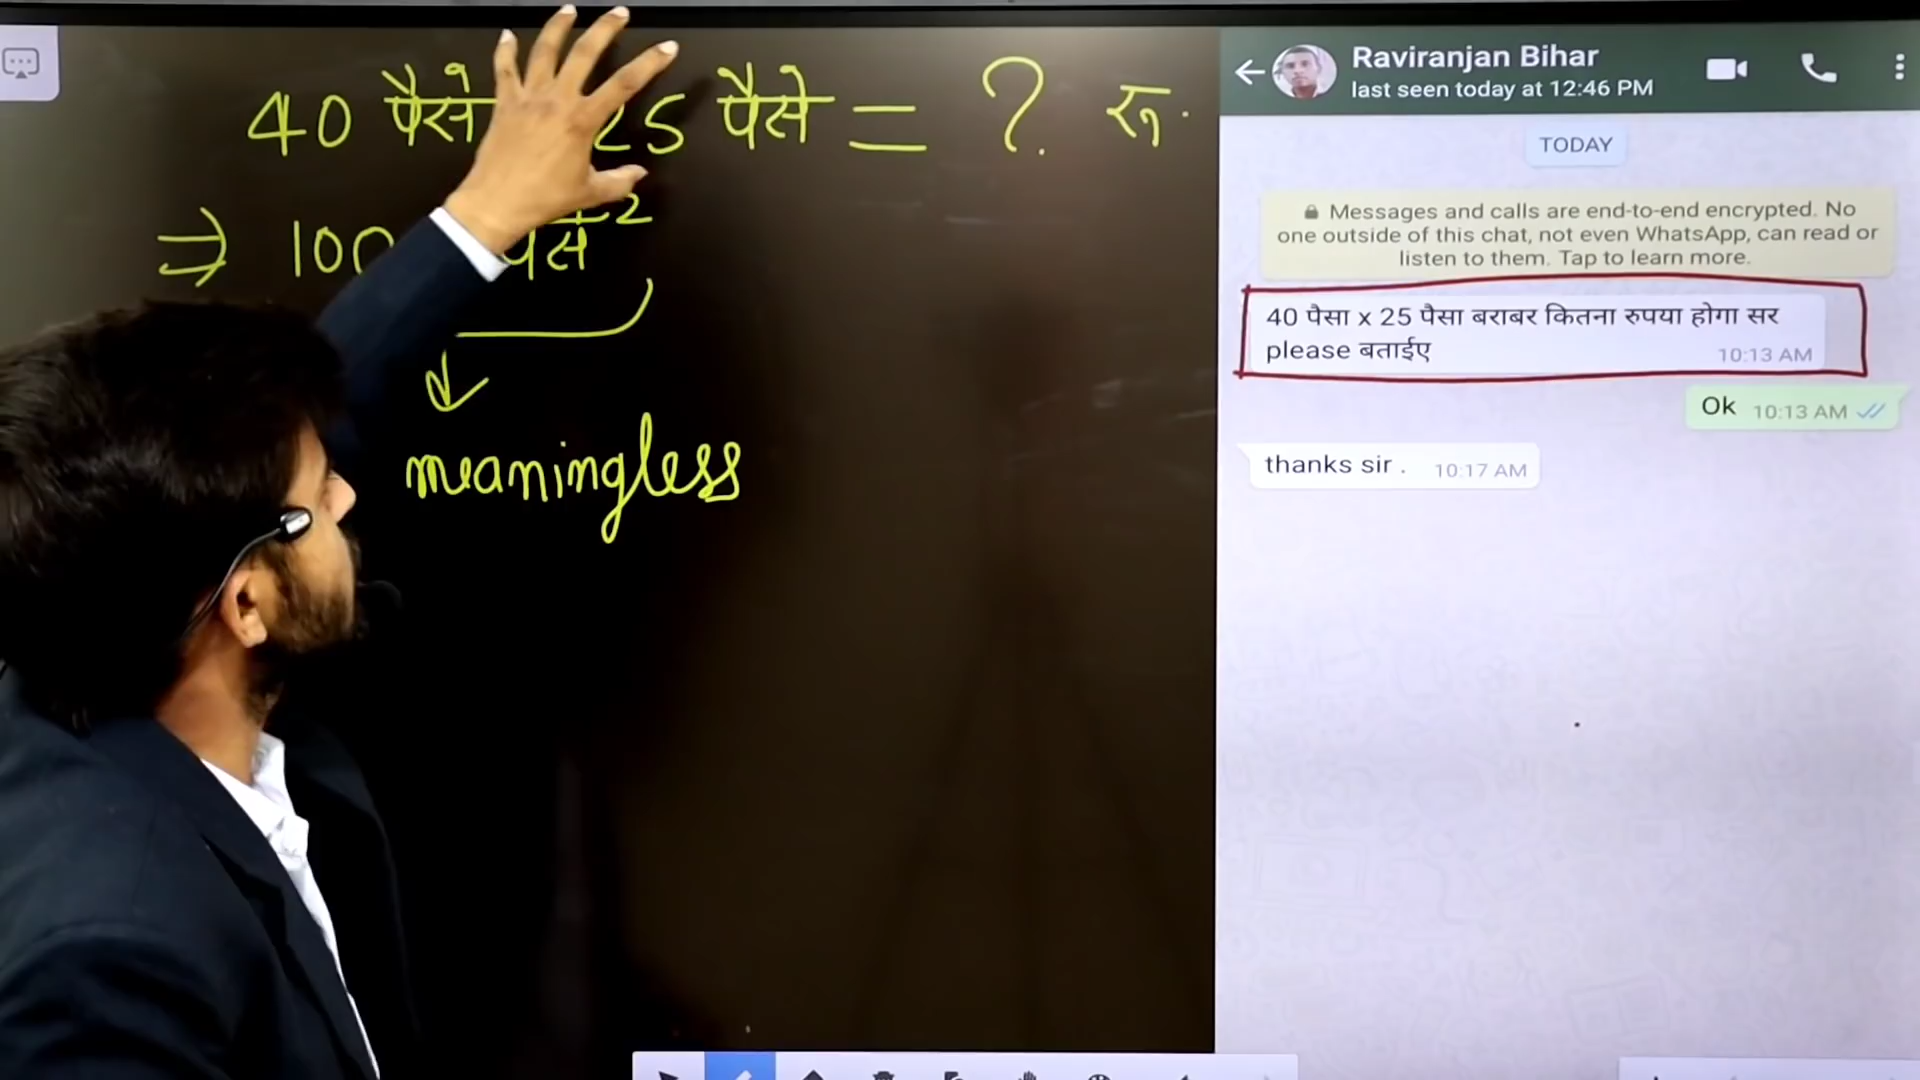 40 पैसे 25 पैसे = ? रू.
⇒ 100 पैसे²
meaningless
Raviranjan Bihar
last seen today at 12:46 PM
TODAY
Messages and calls are end-to-end encrypted. No
one outside of this chat, not even WhatsApp, can read or
listen to them. Tap to learn more.
40 पैसा x 25 पैसा बराबर कितना रुपया होगा सर
please बताईए
10:13 AM
Ok 10:13 AM
thanks sir . 10:17 AM